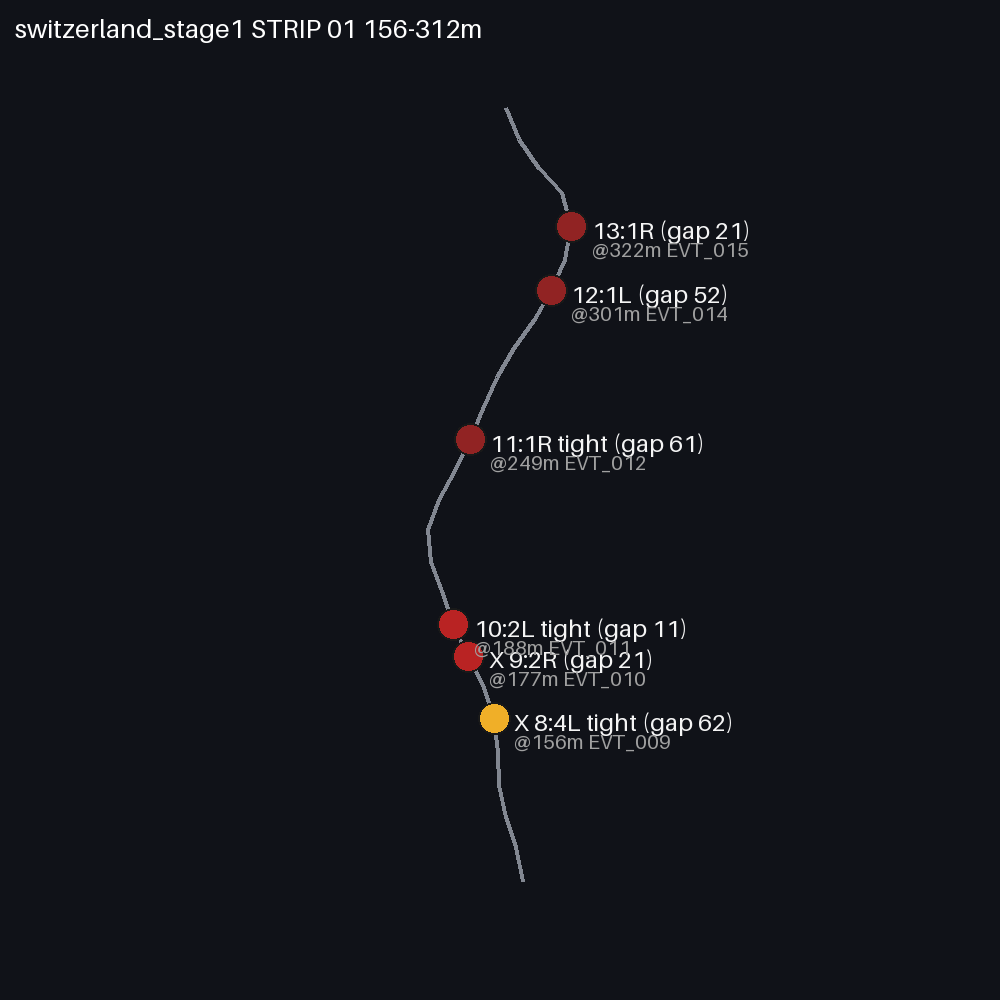 switzerland_stage1 STRIP 01 156-312m
13:1R (gap 21)
@322m EVT_015
12:1L (gap 52)
@301m EVT_014
11:1R tight (gap 61)
@249m EVT_012
10:2L tight (gap 11)
@188m EVT_011
X 9:2R (gap 21)
@177m EVT_010
X 8:4L tight (gap 62)
@156m EVT_009